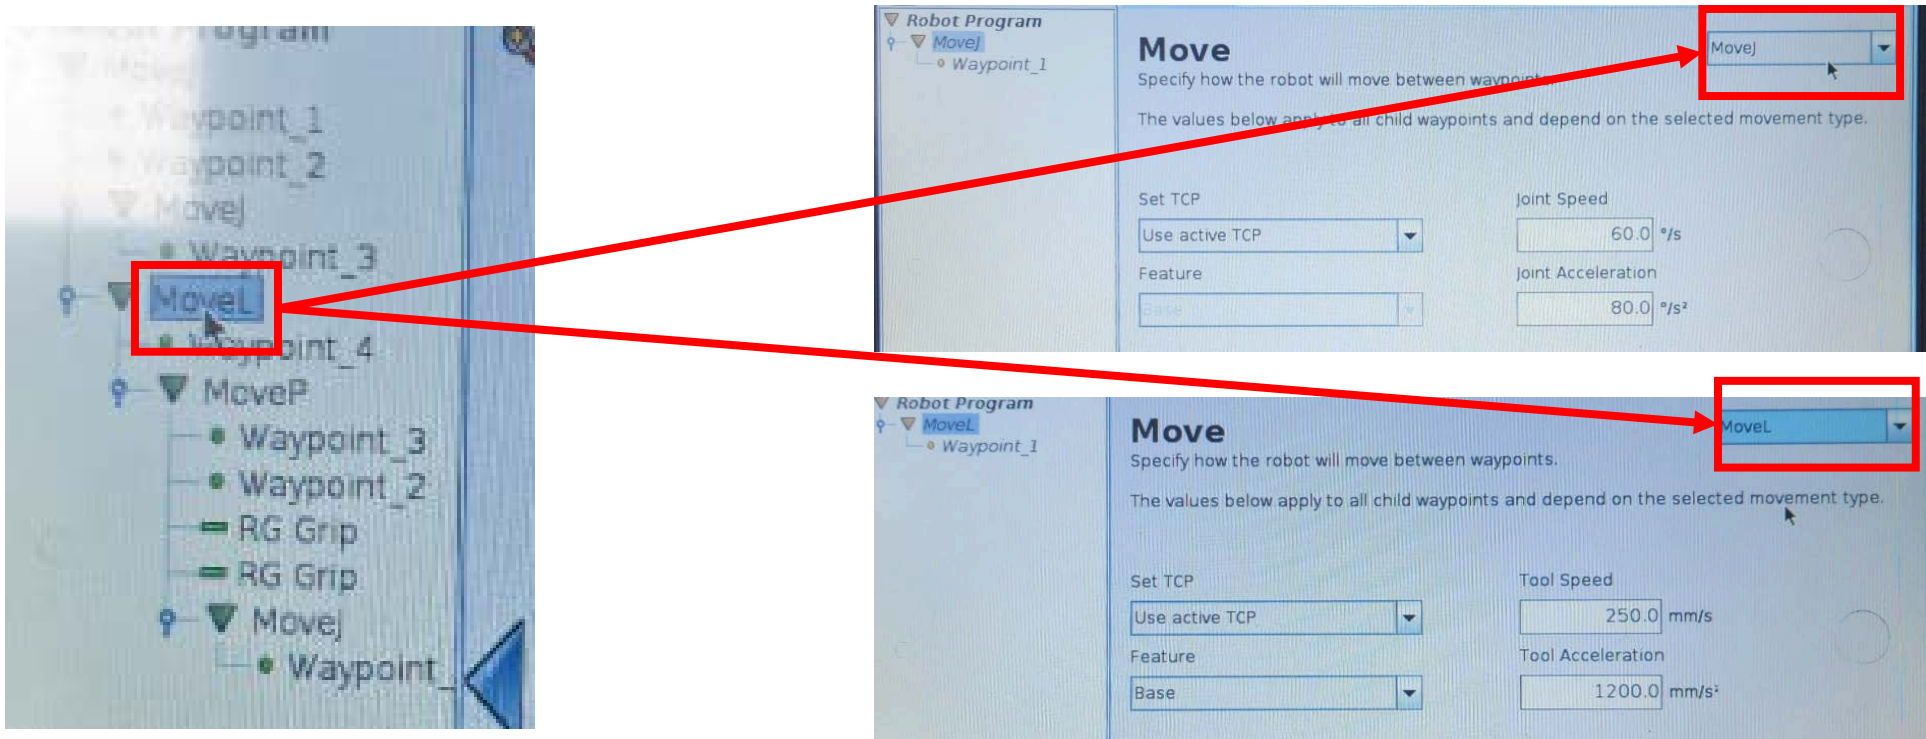 Program
Waypoint_1
Waypoint_2
MoveJ
Waypoint_3
MoveL
Waypoint_4
MoveP
Waypoint_3
Waypoint_2
RG Grip
RG Grip
MoveJ
Waypoint_
Robot Program
MoveJ
Waypoint_1
Move
MoveJ
Specify how the robot will move between waypoints.
The values below apply to all child waypoints and depend on the selected movement type.
Set TCP
Joint Speed
Use active TCP
60.0 °/s
Feature
Joint Acceleration
Base
80.0 °/s²
Robot Program
MoveL
Waypoint_1
Move
MoveL
Specify how the robot will move between waypoints.
The values below apply to all child waypoints and depend on the selected movement type.
Set TCP
Tool Speed
Use active TCP
250.0 mm/s
Feature
Tool Acceleration
Base
1200.0 mm/s²